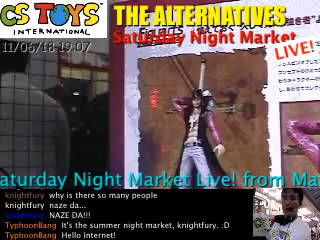 CS TOYS
INTERNATIONAL
THE ALTERNATIVES
Saturday Night Market
LIVE!
11/06/18 19:07
aturday Night Market Live! from Ma
knightfury why is there so many people
knightfury naze da...
knightfury NAZE DA!!!
TyphoonBang It's the summer night market, knightfury. :D
TyphoonBang Hello Internet!